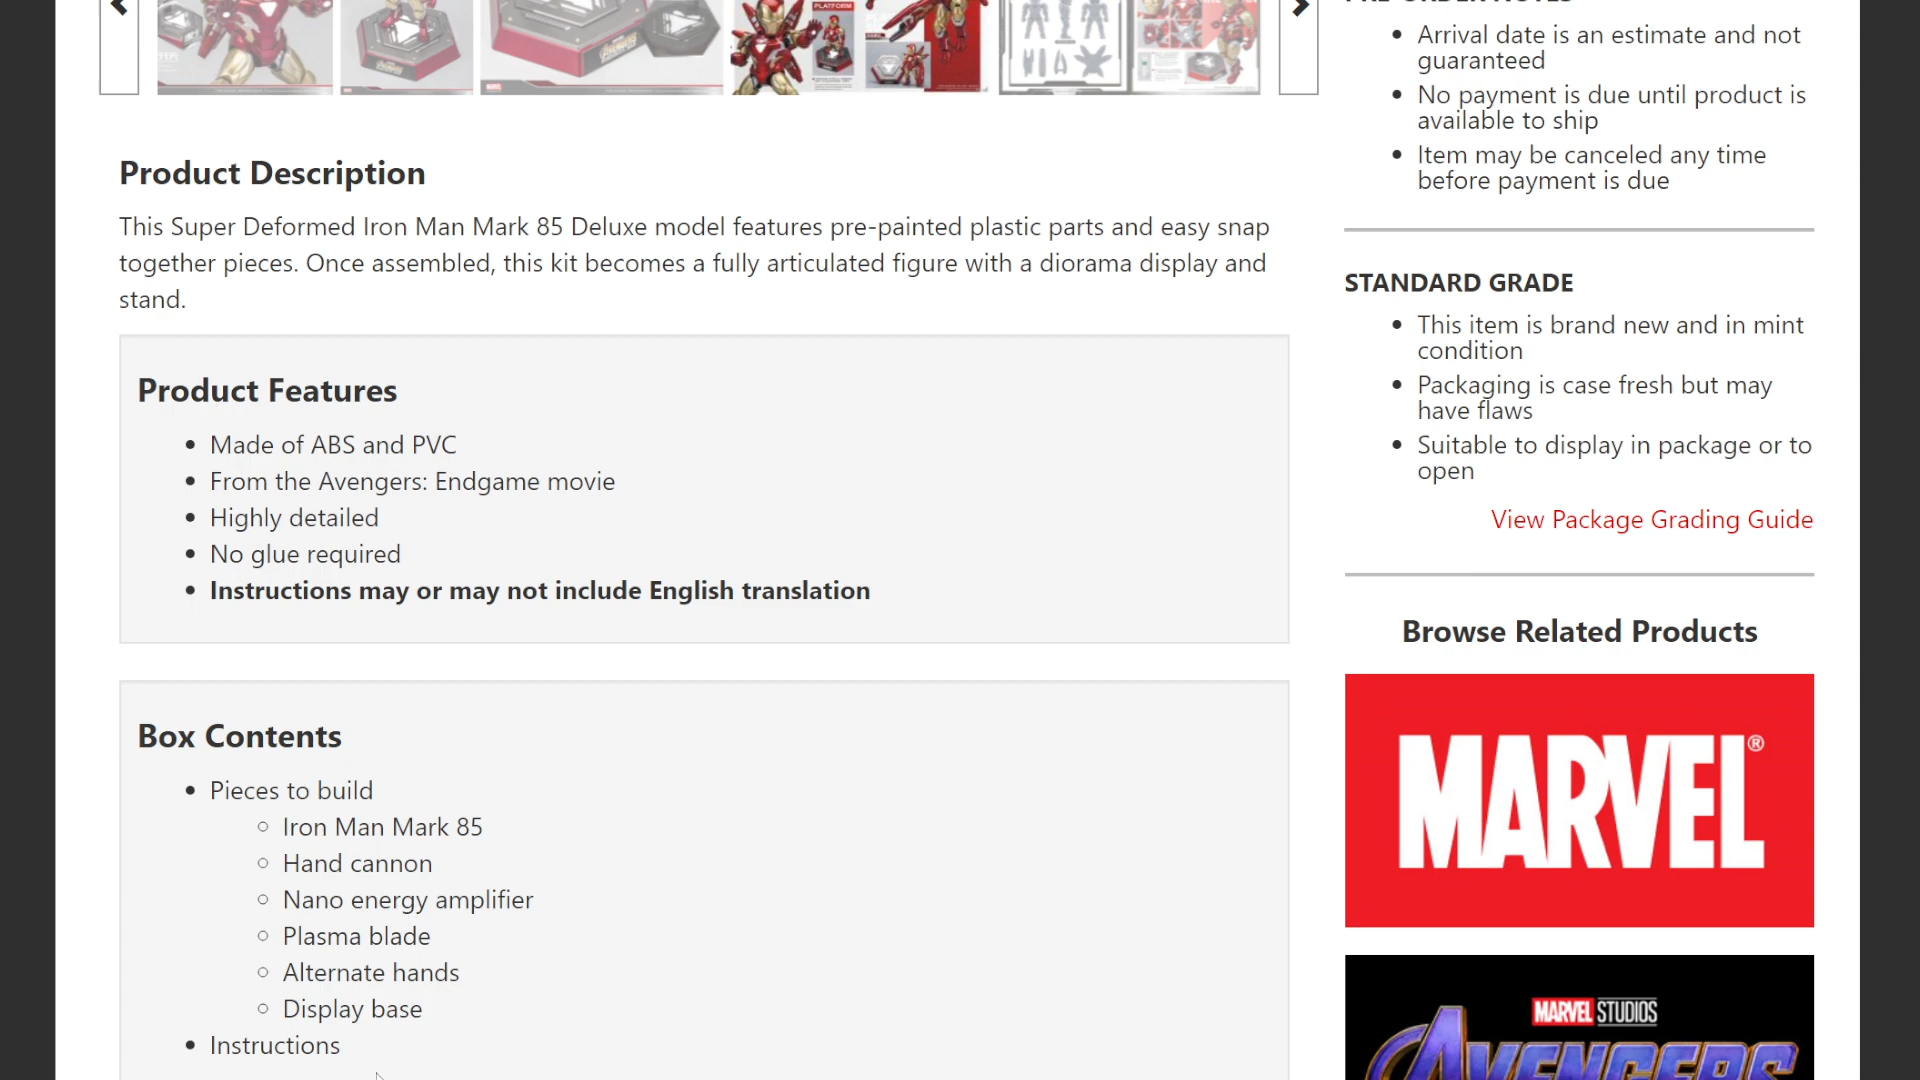 PLATFORM
PRE-ORDER NOTES
Arrival date is an estimate and not
guaranteed
No payment is due until product is
available to ship
Item may be canceled any time
before payment is due
Product Description
This Super Deformed Iron Man Mark 85 Deluxe model features pre-painted plastic parts and easy snap
together pieces. Once assembled, this kit becomes a fully articulated figure with a diorama display and
stand.
Product Features
Made of ABS and PVC
From the Avengers: Endgame movie
Highly detailed
No glue required
Instructions may or may not include English translation
Box Contents
Pieces to build
Iron Man Mark 85
Hand cannon
Nano energy amplifier
Plasma blade
Alternate hands
Display base
Instructions
STANDARD GRADE
This item is brand new and in mint
condition
Packaging is case fresh but may
have flaws
Suitable to display in package or to
open
View Package Grading Guide
Browse Related Products
MARVEL®
MARVEL STUDIOS
AVENGERS